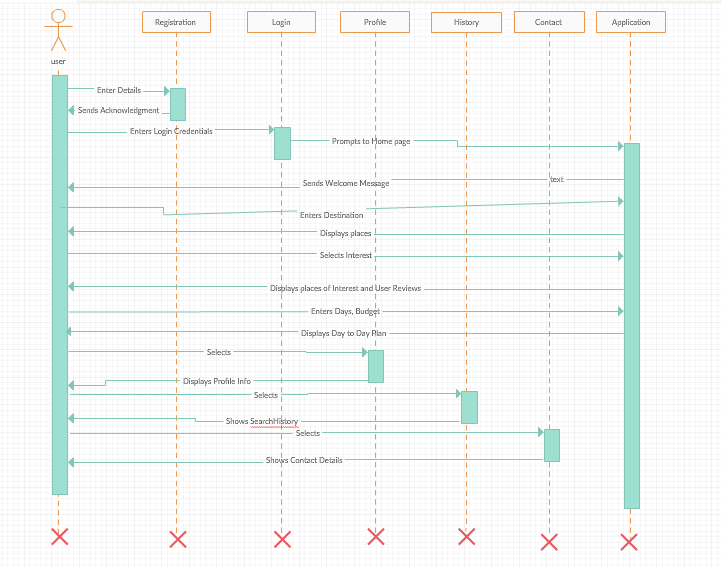 Registration
Login
Profile
History
Contact
Application
user
Enter Details
Sends Acknowledgment
Enters Login Credentials
Prompts to Home page
text
Sends Welcome Message
Enters Destination
Displays places
Selects Interest
Displays places of Interest and User Reviews
Enters Days, Budget
Displays Day to Day Plan
Selects
Displays Profile Info
Selects
Shows SearchHistory
Selects
Shows Contact Details